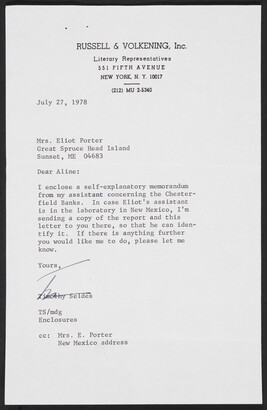 RUSSELL & VOLKENING, Inc.
Literary Representatives
551 FIFTH AVENUE
NEW YORK, N. Y. 10017
(212) MU 2-5340
July 27, 1978
Mrs. Eliot Porter
Great Spruce Head Island
Sunset, ME 04683
Dear Aline:
I enclose a self-explanatory memorandum
from my assistant concerning the Chester-
field Banks. In case Eliot's assistant
is in the laboratory in New Mexico, I'm
sending a copy of the report and this
letter to you there, so that he can iden-
tify it. If there is anything further
you would like me to do, please let me
know.
Yours,
Timothy Seldes
TS/mdg
Enclosures
cc: Mrs. E. Porter
New Mexico address